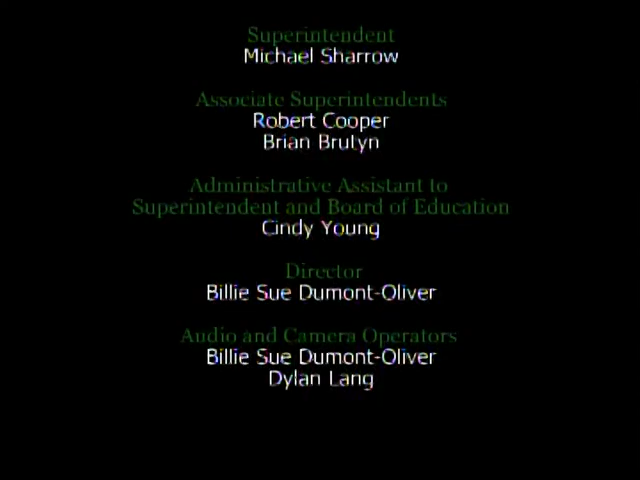 Superintendent
Michael Sharrow
Associate Superintendents
Robert Cooper
Brian Brutyn
Administrative Assistant to
Superintendent and Board of Education
Cindy Young
Director
Billie Sue Dumont-Oliver
Audio and Camera Operators
Billie Sue Dumont-Oliver
Dylan Lang